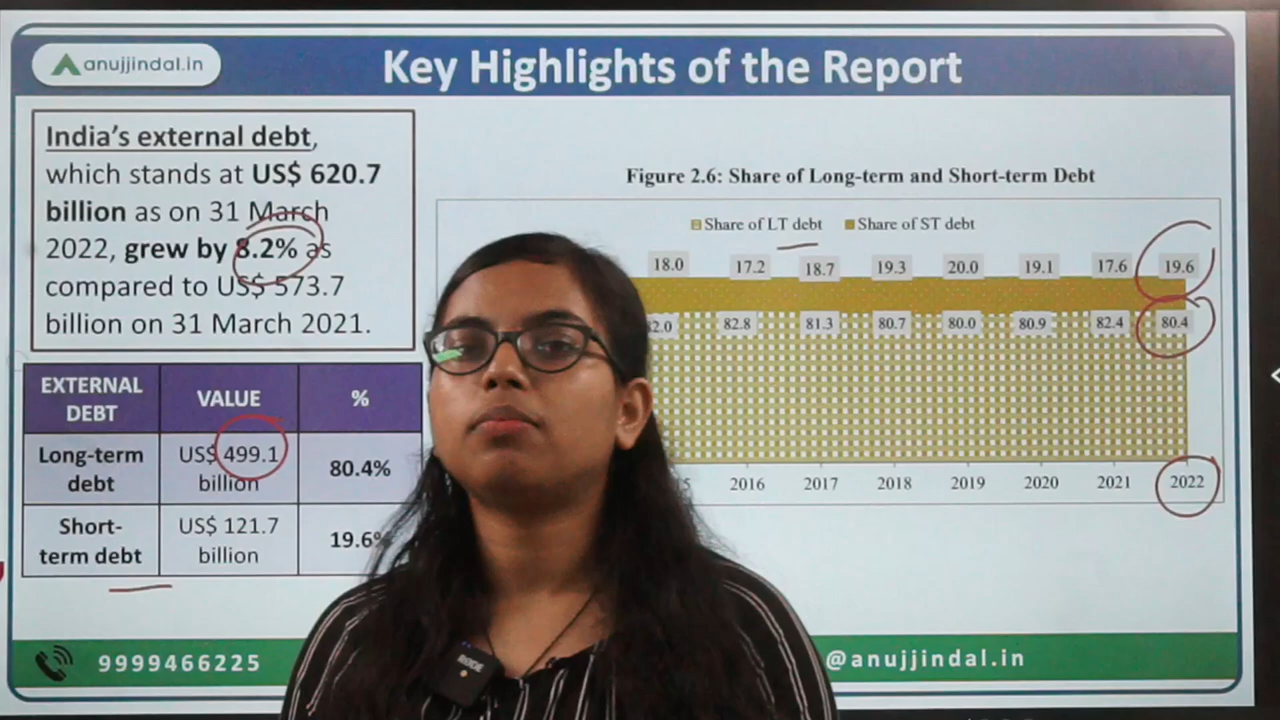 anujjindal.in
Key Highlights of the Report
India's external debt,
which stands at US$ 620.7
billion as on 31 March
2022, grew by 8.2% as
compared to US$ 573.7
billion on 31 March 2021.
EXTERNAL
DEBT
VALUE
%
Long-term
debt
US$ 499.1
billion
80.4%
Short-
term debt
US$ 121.7
billion
19.6%
Figure 2.6: Share of Long-term and Short-term Debt
Share of LT debt
Share of ST debt
18.0 17.2 18.7 19.3 20.0 19.1 17.6 19.6
82.8 81.3 80.7 80.0 80.9 82.4 80.4
2016 2017 2018 2019 2020 2021 2022
RODE
9999466225
@anujjindal.in